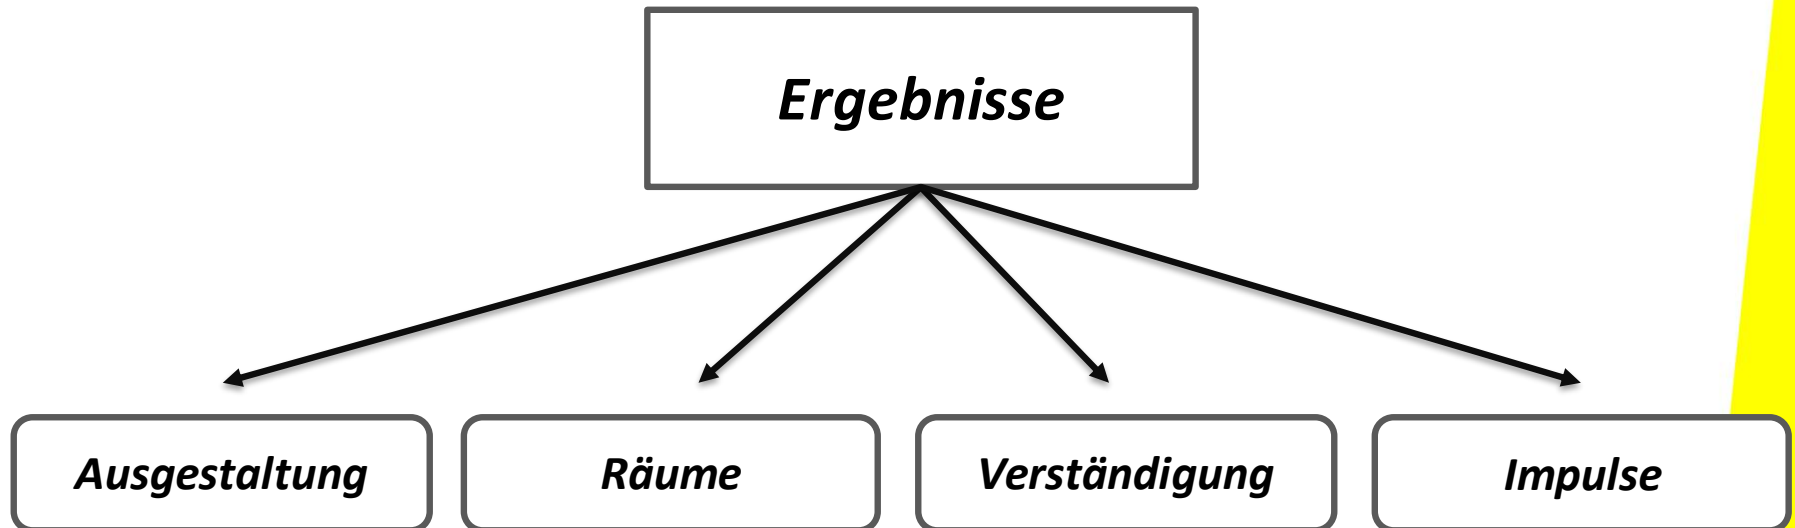 Ergebnisse
Ausgestaltung
Räume
Verständigung
Impulse